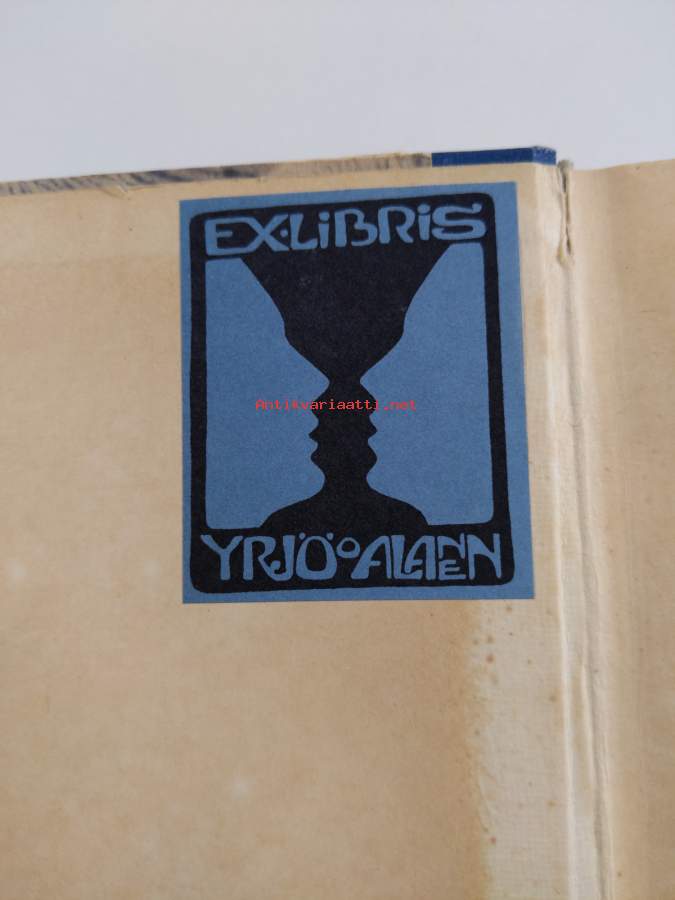 EX·LiBRiS
Antikvariaatti.net
YRJÖ O ALANEN